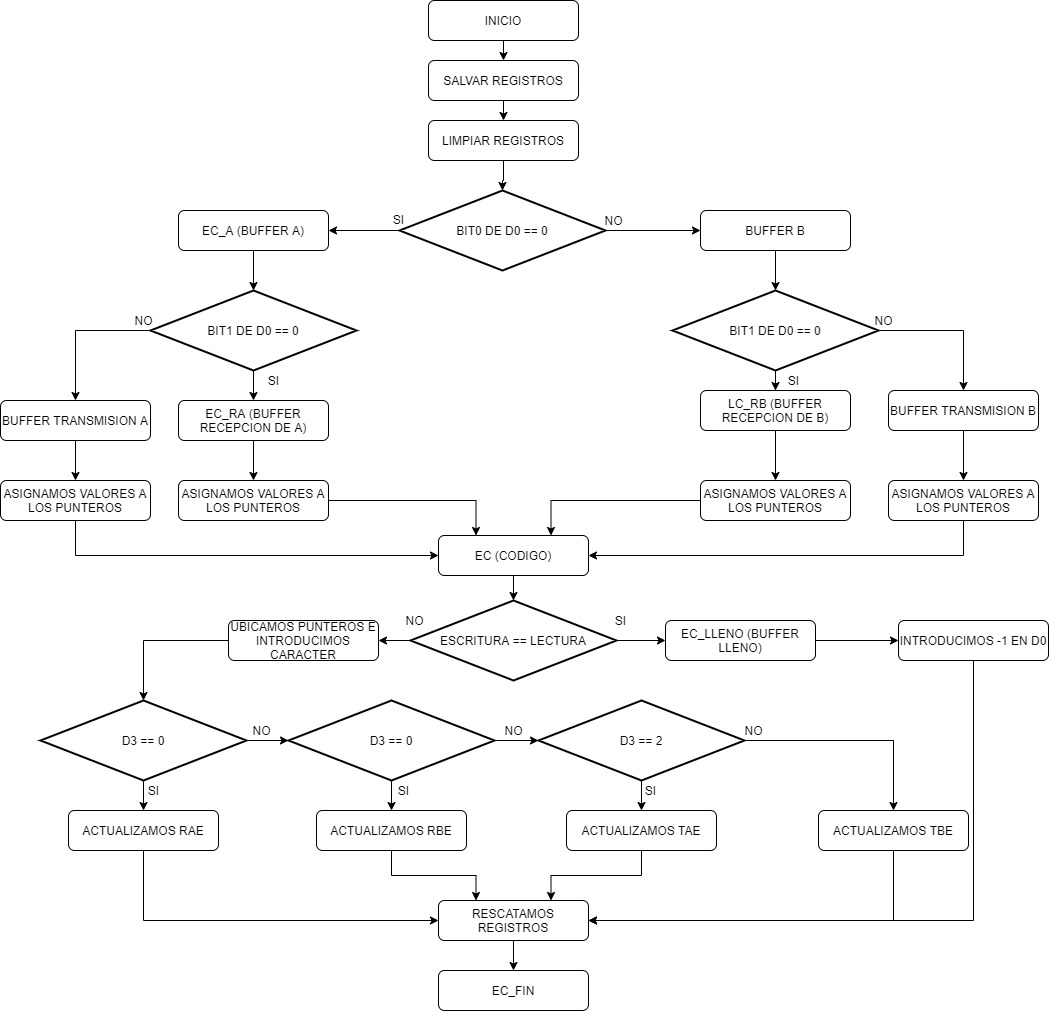 INICIO
SALVAR REGISTROS
LIMPIAR REGISTROS
BIT0 DE D0 == 0
SI
NO
EC_A (BUFFER A)
BUFFER B
BIT1 DE D0 == 0
NO
SI
BIT1 DE D0 == 0
NO
SI
BUFFER TRANSMISION A
EC_RA (BUFFER
RECEPCION DE A)
LC_RB (BUFFER
RECEPCION DE B)
BUFFER TRANSMISION B
ASIGNAMOS VALORES A
LOS PUNTEROS
ASIGNAMOS VALORES A
LOS PUNTEROS
ASIGNAMOS VALORES A
LOS PUNTEROS
ASIGNAMOS VALORES A
LOS PUNTEROS
EC (CODIGO)
ESCRITURA == LECTURA
NO
SI
UBICAMOS PUNTEROS E
INTRODUCIMOS
CARACTER
EC_LLENO (BUFFER
LLENO)
INTRODUCIMOS -1 EN D0
D3 == 0
NO
D3 == 0
NO
D3 == 2
NO
SI
SI
SI
ACTUALIZAMOS RAE
ACTUALIZAMOS RBE
ACTUALIZAMOS TAE
ACTUALIZAMOS TBE
RESCATAMOS
REGISTROS
EC_FIN